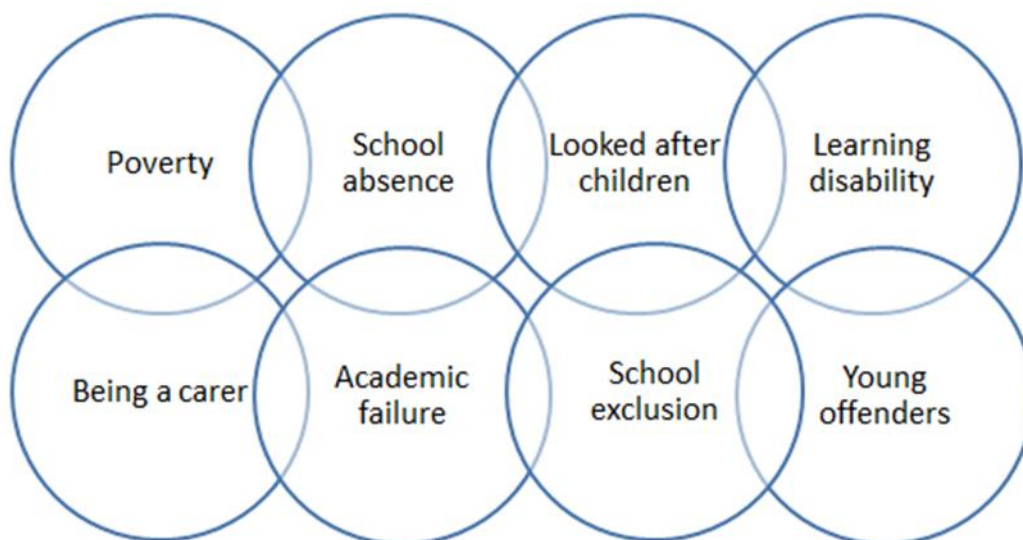 Poverty
School
absence
Looked after
children
Learning
disability
Being a carer
Academic
failure
School
exclusion
Young
offenders